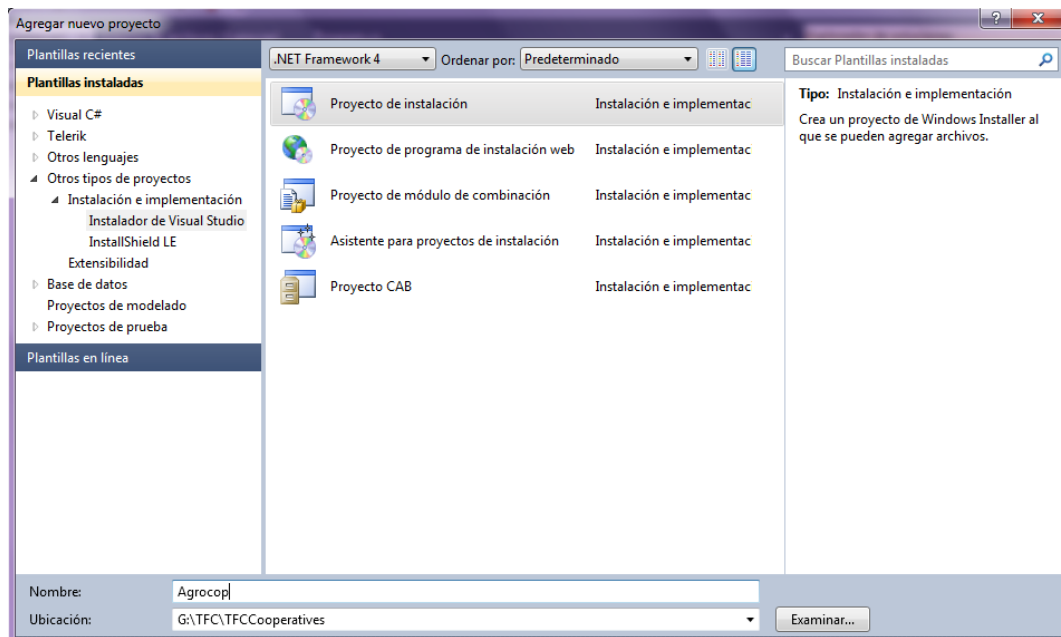 Agregar nuevo proyecto
Plantillas recientes
Plantillas instaladas
Visual C#
Telerik
Otros lenguajes
Otros tipos de proyectos
Instalación e implementación
Instalador de Visual Studio
InstallShield LE
Extensibilidad
Base de datos
Proyectos de modelado
Proyectos de prueba
Plantillas en línea
.NET Framework 4
Ordenar por: Predeterminado
Proyecto de instalación Instalación e implementac
Proyecto de programa de instalación web Instalación e implementac
Proyecto de módulo de combinación Instalación e implementac
Asistente para proyectos de instalación Instalación e implementac
Proyecto CAB Instalación e implementac
Buscar Plantillas instaladas
Tipo: Instalación e implementación
Crea un proyecto de Windows Installer al
que se pueden agregar archivos.
Nombre: Agrocop
Ubicación: G:\TFC\TFCCooperatives
Examinar...